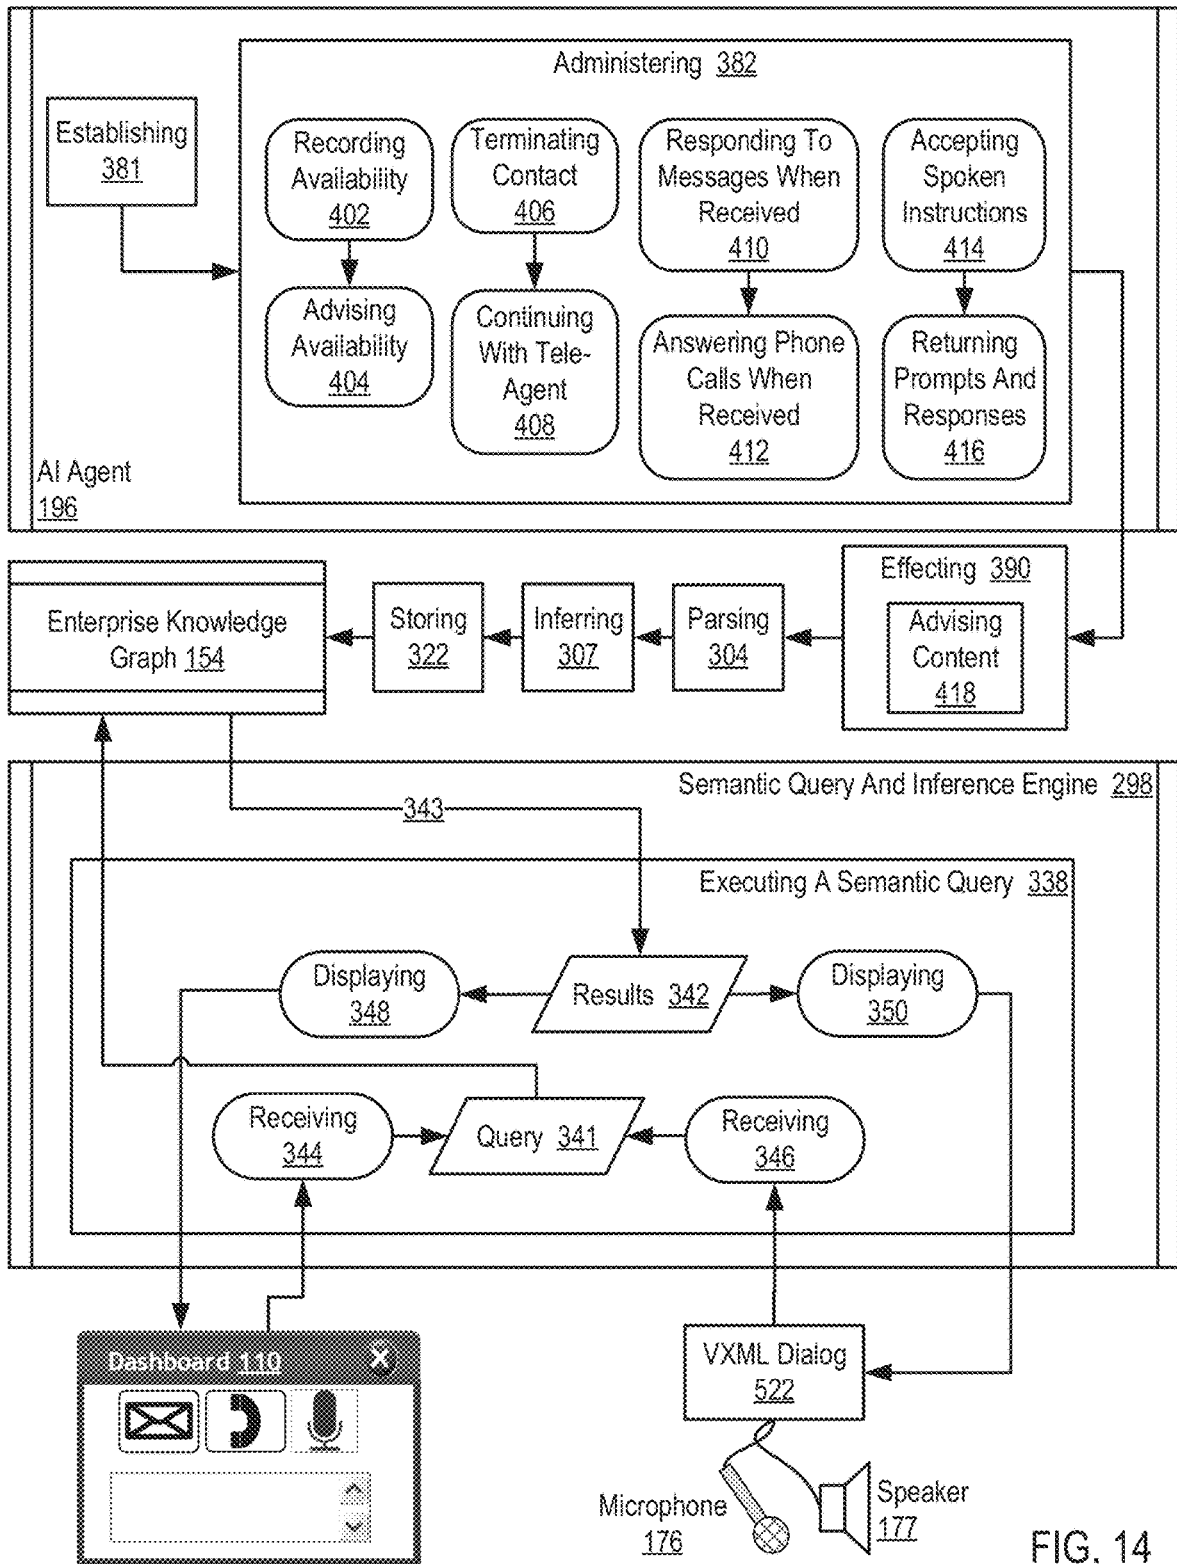 Administering 382
Establishing
381
Recording
Availability
402
Terminating
Contact
406
Responding To
Messages When
Received
410
Accepting
Spoken
Instructions
414
Advising
Availability
404
Continuing
With Tele-
Agent
408
Answering Phone
Calls When
Received
412
Returning
Prompts And
Responses
416
AI Agent
196
Enterprise Knowledge
Graph 154
Storing
322
Inferring
307
Parsing
304
Effecting 390
Advising
Content
418
Semantic Query And Inference Engine 298
343
Executing A Semantic Query 338
Displaying
348
Results 342
Displaying
350
Receiving
344
Query 341
Receiving
346
Dashboard 110
X
VXML Dialog
522
Microphone
176
Speaker
177
FIG. 14